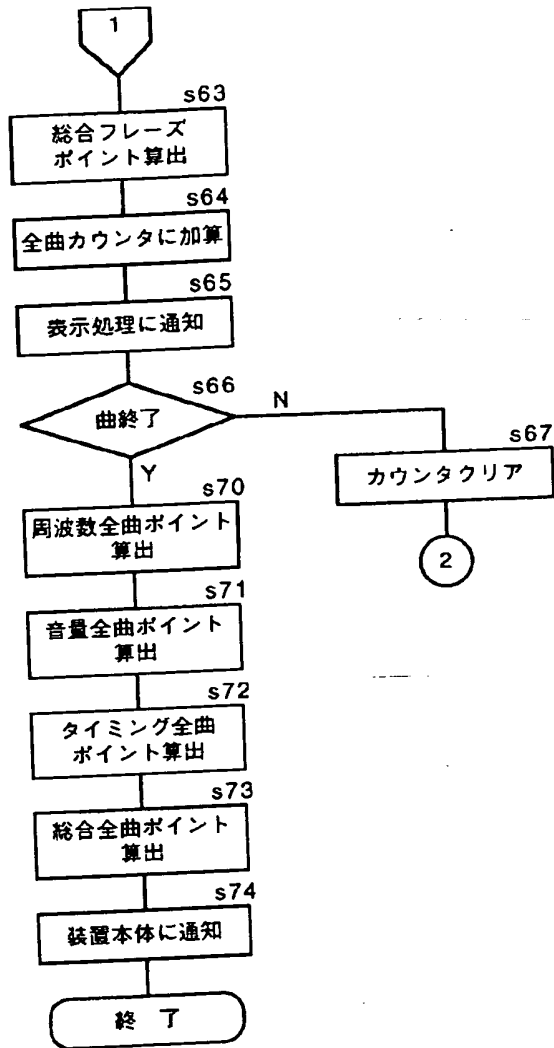 1
s63
総合フレーズ
ポイント算出
s64
全曲カウンタに加算
s65
表示処理に通知
s66
曲終了
N
Y
s67
カウンタクリア
2
s70
周波数全曲ポイント
算出
s71
音量全曲ポイント
算出
s72
タイミング全曲
ポイント算出
s73
総合全曲ポイント
算出
s74
装置本体に通知
終 了